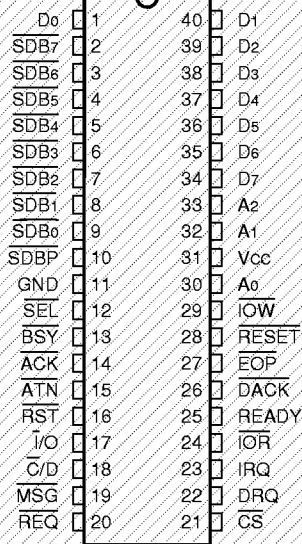 D0 1 40 D1
SDB7 2 39 D2
SDB6 3 38 D3
SDB5 4 37 D4
SDB4 5 36 D5
SDB3 6 35 D6
SDB2 7 34 D7
SDB1 8 33 A2
SDB0 9 32 A1
SDBP 10 31 Vcc
GND 11 30 A0
SEL 12 29 IOW
BSY 13 28 RESET
ACK 14 27 EOP
ATN 15 26 DACK
RST 16 25 READY
I/O 17 24 IOR
C/D 18 23 IRQ
MSG 19 22 DRQ
REQ 20 21 CS